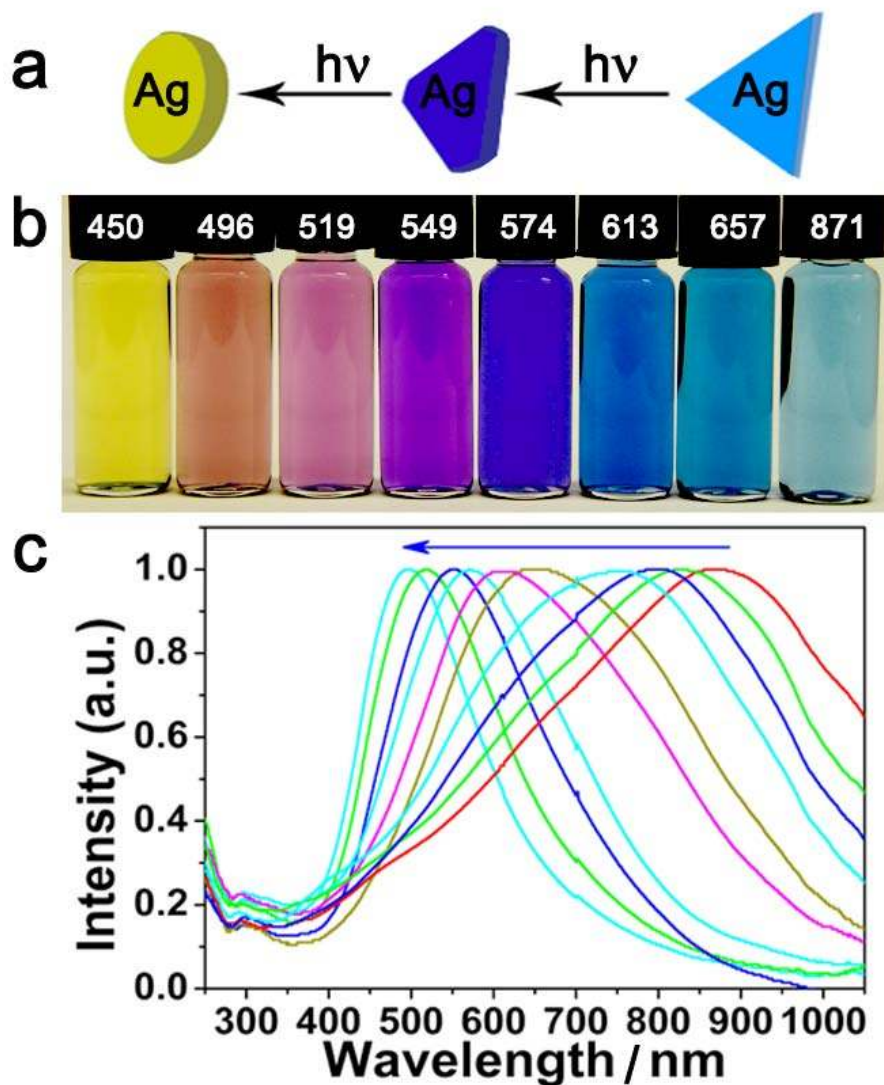 a
hν hν
Ag Ag Ag
b
450 496 519 549 574 613 657 871
c
1.0
0.8
0.6
0.4
0.2
0.0
Intensity (a.u.)
300 400 500 600 700 800 900 1000
Wavelength / nm